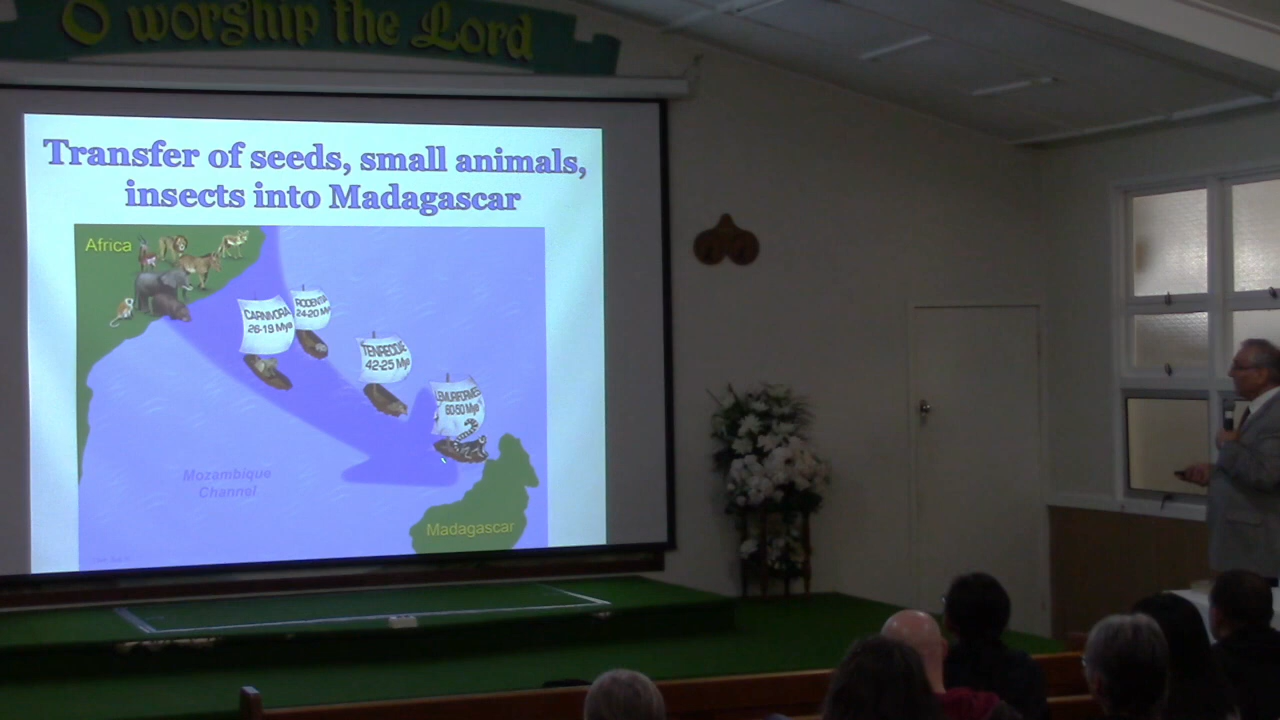 O worship the Lord
Transfer of seeds, small animals,
insects into Madagascar
Africa
CARNIVORA
26-19 Mya
RODENTIA
24-20 Mya
42-25 Mya
LEMURIFORMES
60-50 Mya
Mozambique
Channel
Madagascar